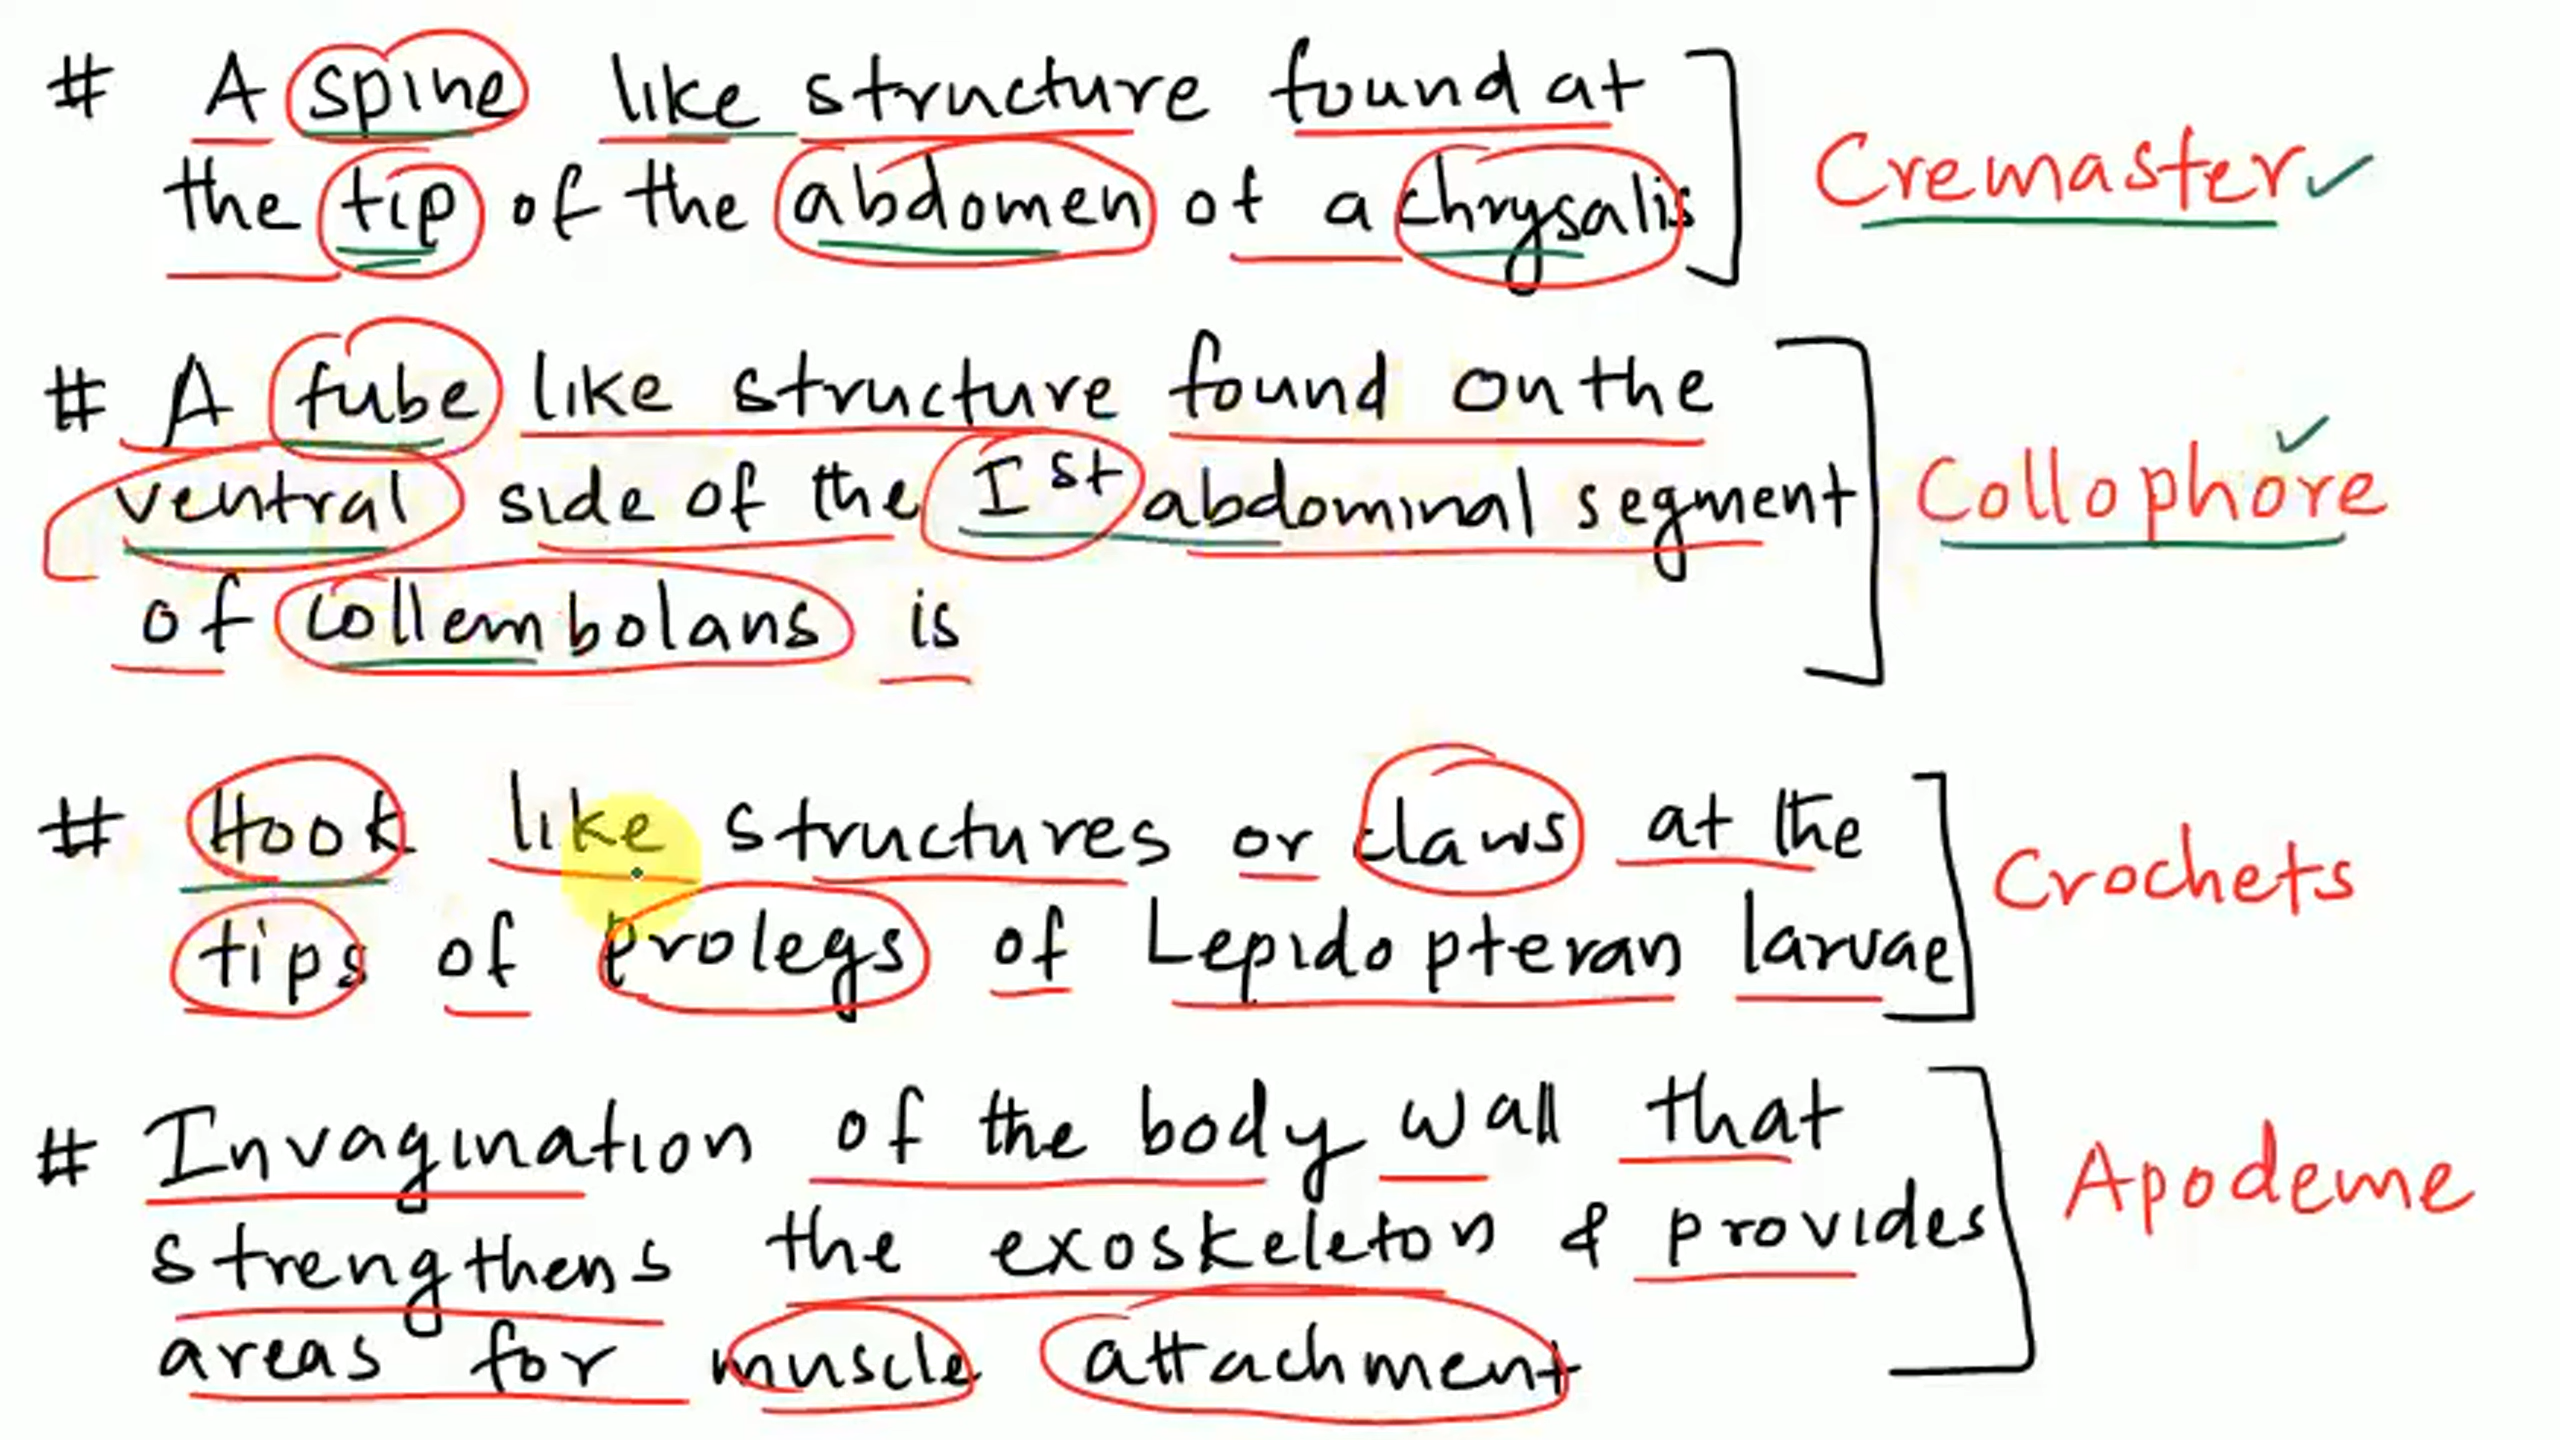 # A spine like structure found at
the tip of the abdomen of a chrysalis
Cremaster ✓
# A tube like structure found on the
ventral side of the Ist abdominal segment
of collembolans is
Collophore ✓
# Hook like structures or claws at the
tips of prolegs of Lepidopteran larvae
Crochets
# Invagination of the body wall that
strengthens the exoskeleton & provides
areas for muscle attachment
Apodeme